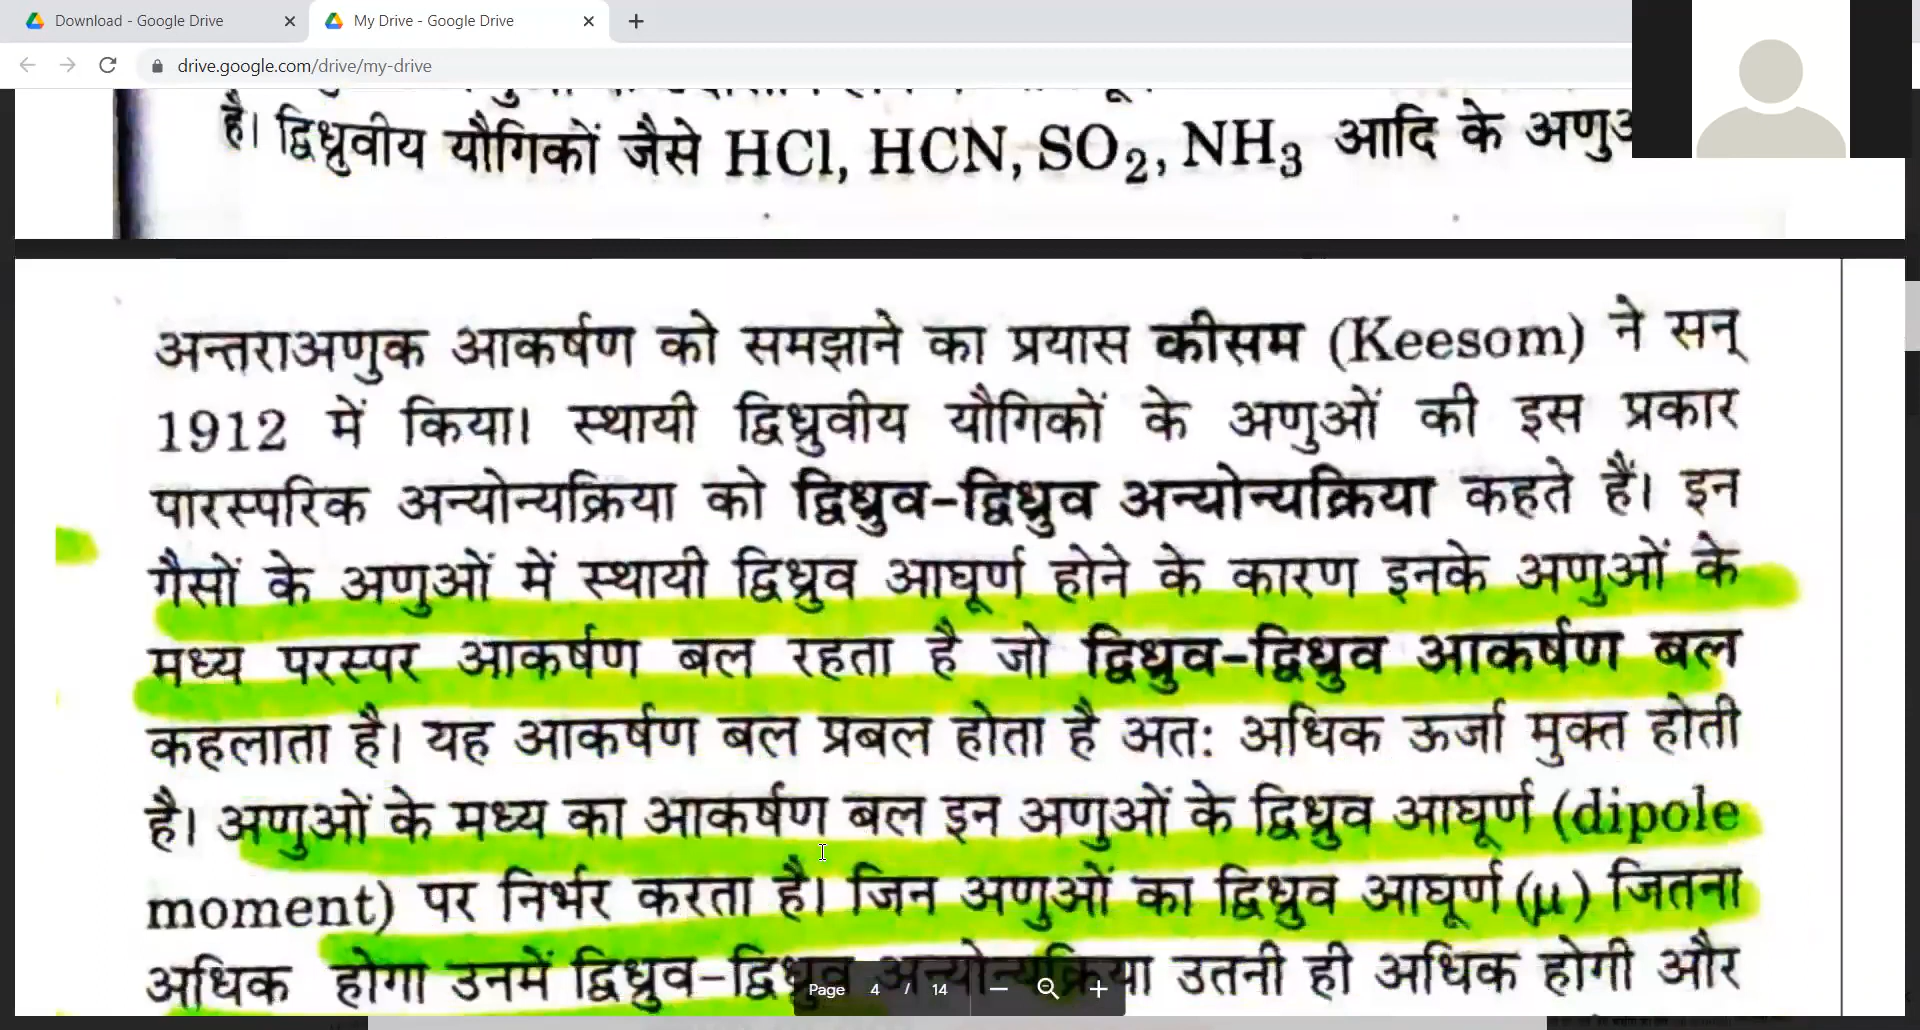 Download - Google Drive
My Drive - Google Drive
drive.google.com/drive/my-drive
है। द्विध्रुवीय यौगिकों जैसे HCl, HCN, SO₂, NH₃ आदि के
अन्तराअणुक आकर्षण को समझाने का प्रयास कीसम (Keesom) ने सन्
1912 में किया। स्थायी द्विध्रुवीय यौगिकों के अणुओं की इस प्रकार
पारस्परिक अन्योन्यक्रिया को द्विध्रुव-द्विध्रुव अन्योन्यक्रिया कहते हैं। इन
गैसों के अणुओं में स्थायी द्विध्रुव आघूर्ण होने के कारण इनके अणुओं के
मध्य परस्पर आकर्षण बल रहता है जो द्विध्रुव-द्विध्रुव आकर्षण बल
कहलाता है। यह आकर्षण बल प्रबल होता है अत: अधिक ऊर्जा मुक्त होती
है। अणुओं के मध्य का आकर्षण बल इन अणुओं के द्विध्रुव आघूर्ण (dipole
moment) पर निर्भर करता है। जिन अणुओं का द्विध्रुव आघूर्ण (μ) जितना
अधिक होगा उनमें द्विध्रुव-द्विध्रुव अन्योन्यक्रिया उतनी ही अधिक होगी और
Page 4 / 14